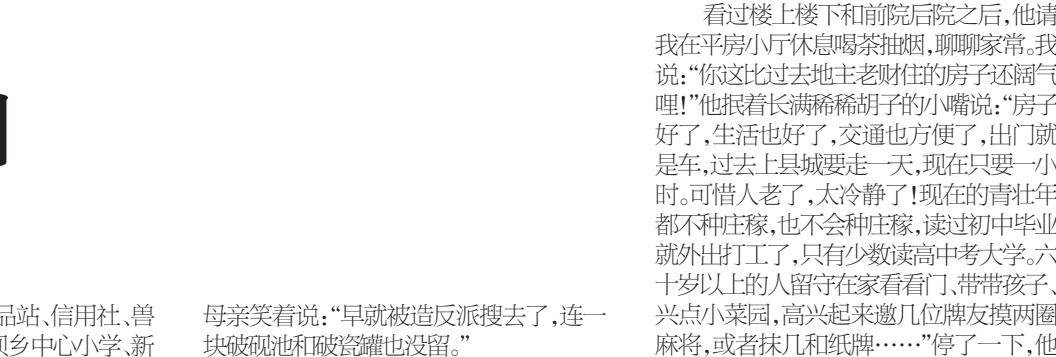 品站、信用社、兽
乡中心小学、新
母亲笑着说:“早就被造反派搜去了,连一
块破砚池和破瓷罐也没留。”
看过楼上楼下和前院后院之后,他请
我在平房小厅休息喝茶抽烟,聊聊家常。我
说:“你这比过去地主老财住的房子还阔气
哩!”他抿着长满稀稀胡子的小嘴说:“房子
好了,生活也好了,交通也方便了,出门就
是车,过去上县城要走一天,现在只要一小
时。可惜人老了,太冷静了!现在的青壮年
都不种庄稼,也不会种庄稼,读过初中毕业
就外出打工了,只有少数读高中考大学。六
十岁以上的人留守在家看看门、带带孩子、
兴点小菜园,高兴起来邀几位牌友摸两圈
麻将,或者抹几和纸牌……”停了一下,他